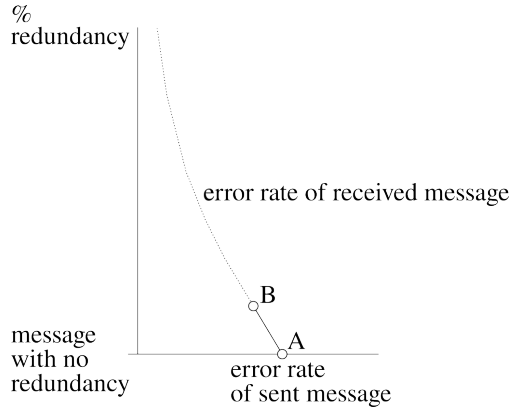 %
redundancy
error rate of received message
B
A
message
with no
redundancy
error rate
of sent message